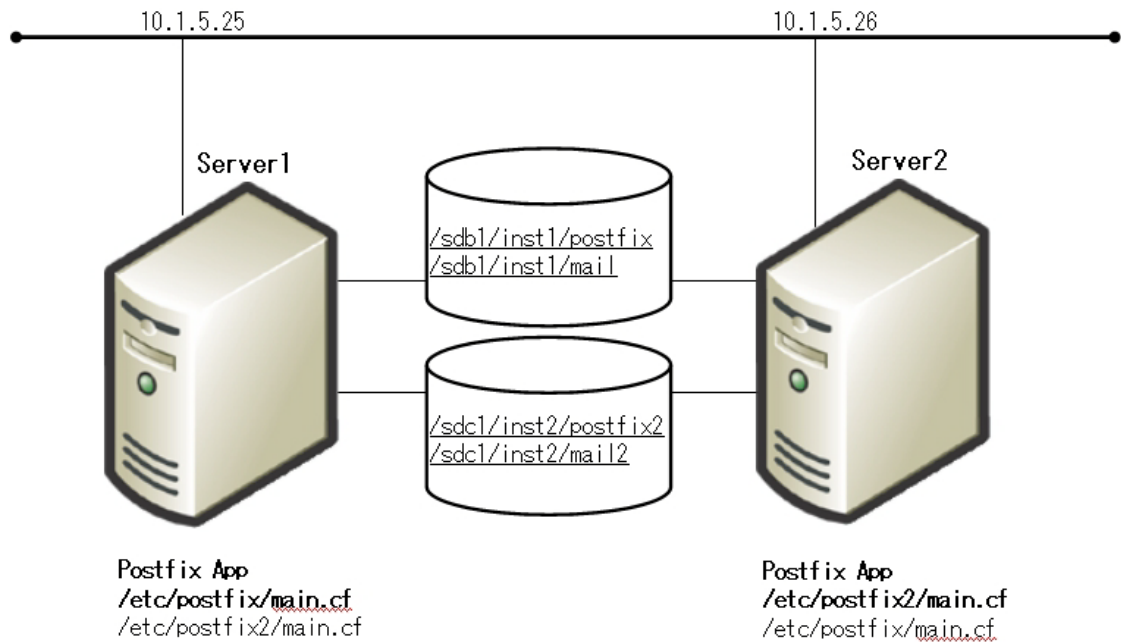 10.1.5.25
10.1.5.26
Server1
Server2
/sdb1/inst1/postfix
/sdb1/inst1/mail
/sdc1/inst2/postfix2
/sdc1/inst2/mail2
Postfix App
/etc/postfix/main.cf
/etc/postfix2/main.cf
Postfix App
/etc/postfix2/main.cf
/etc/postfix/main.cf